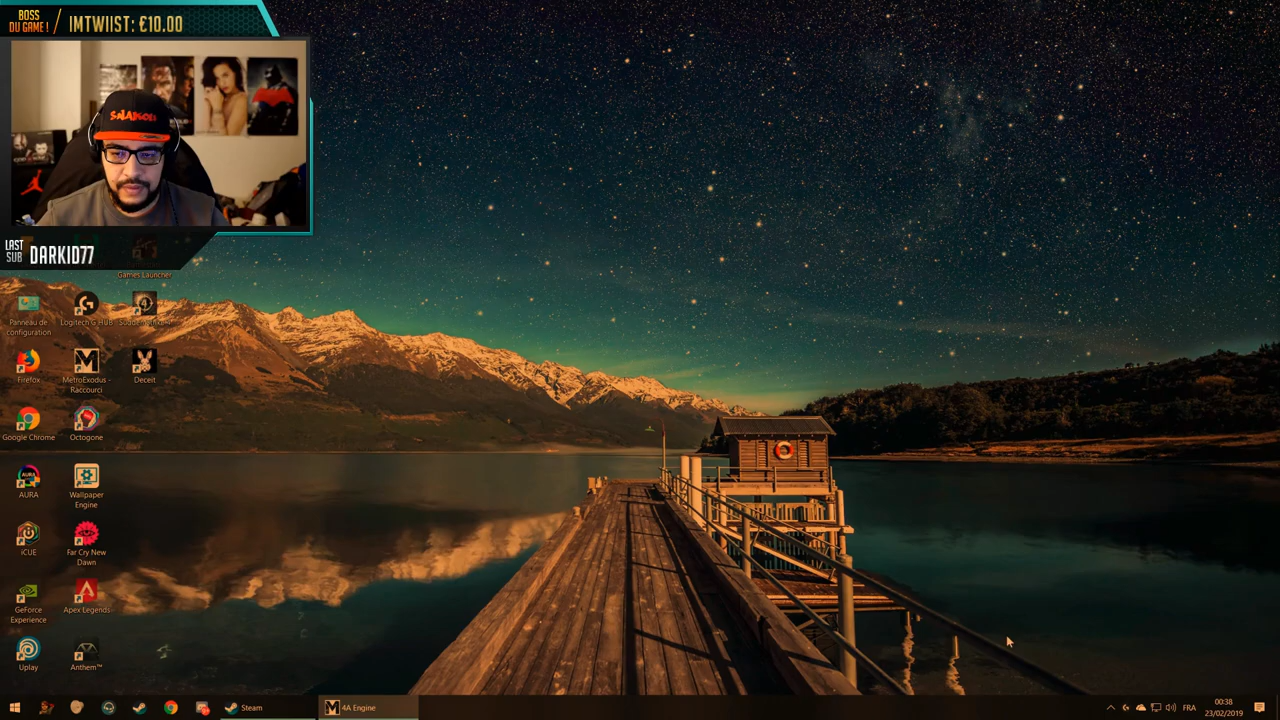 BOSS
DU GAME !
IMTWIIST: €10.00
LAST
SUB
DARKID77
Games Launcher
Panneau de
configuration
Logitech G HUB
Firefox
MetroExodus -
Raccourci
Deceit
Google Chrome
Octogone
AURA
Wallpaper
Engine
iCUE
Far Cry New
Dawn
GeForce
Experience
Apex Legends
Uplay
Anthem™
Steam
4A Engine
FRA
00:38
23/02/2019